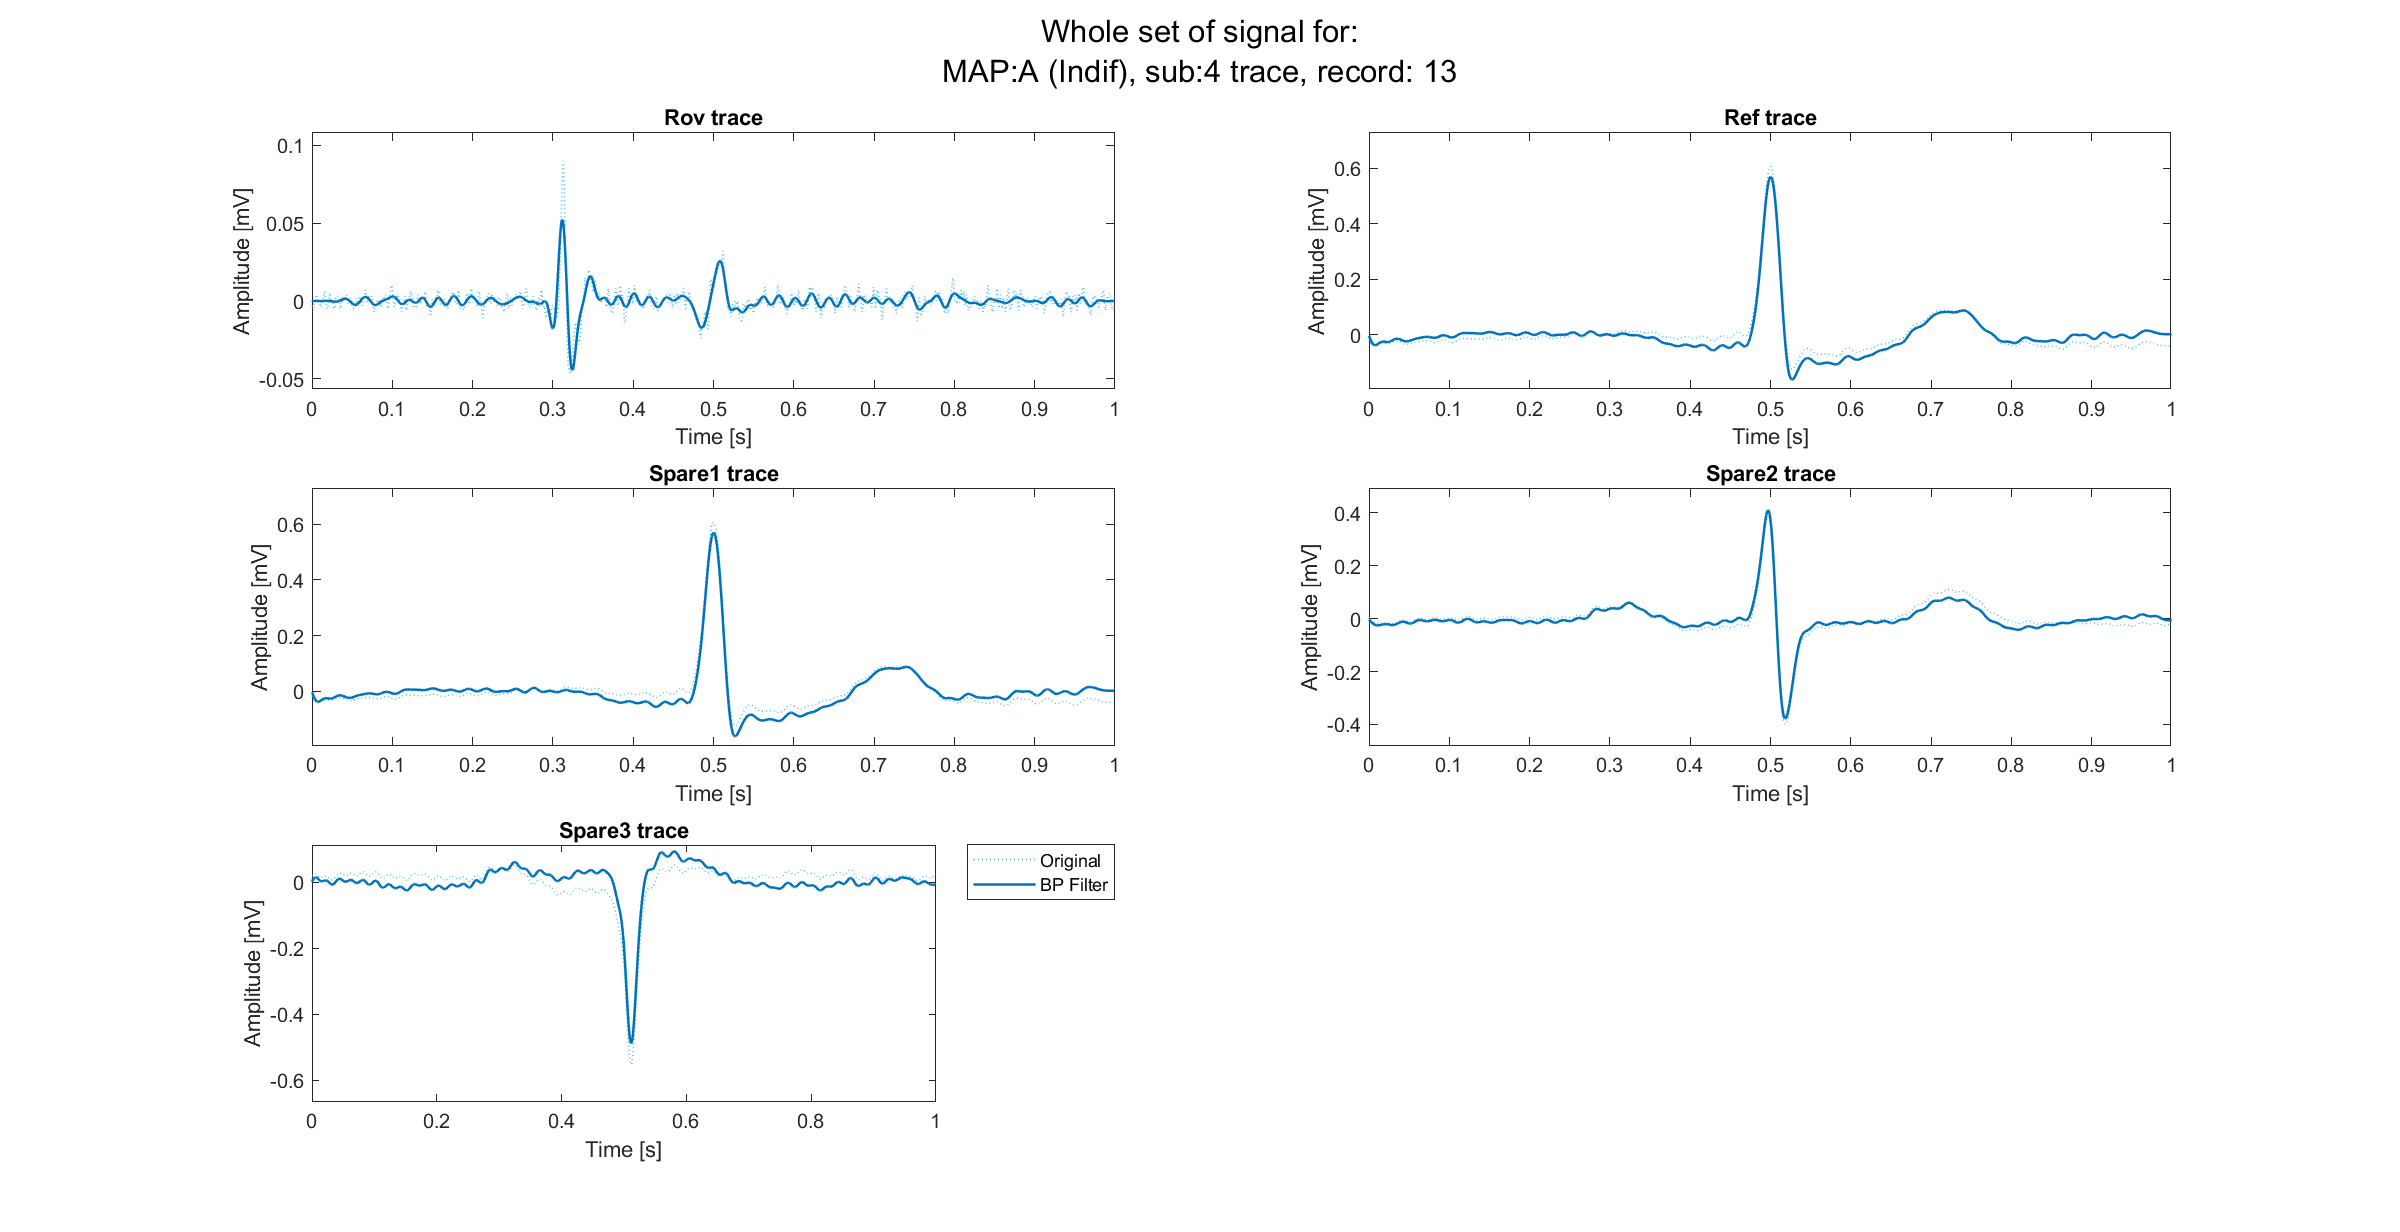 Whole set of signal for:
MAP:A (Indif), sub:4 trace, record: 13
Rov trace
Amplitude [mV]
0.1
0.05
0
-0.05
0 0.1 0.2 0.3 0.4 0.5 0.6 0.7 0.8 0.9 1
Time [s]
Ref trace
Amplitude [mV]
0.6
0.4
0.2
0
0 0.1 0.2 0.3 0.4 0.5 0.6 0.7 0.8 0.9 1
Time [s]
Spare1 trace
Amplitude [mV]
0.6
0.4
0.2
0
0 0.1 0.2 0.3 0.4 0.5 0.6 0.7 0.8 0.9 1
Time [s]
Spare2 trace
Amplitude [mV]
0.4
0.2
0
-0.2
-0.4
0 0.1 0.2 0.3 0.4 0.5 0.6 0.7 0.8 0.9 1
Time [s]
Spare3 trace
Amplitude [mV]
0
-0.2
-0.4
-0.6
0 0.2 0.4 0.6 0.8 1
Time [s]
Original
BP Filter